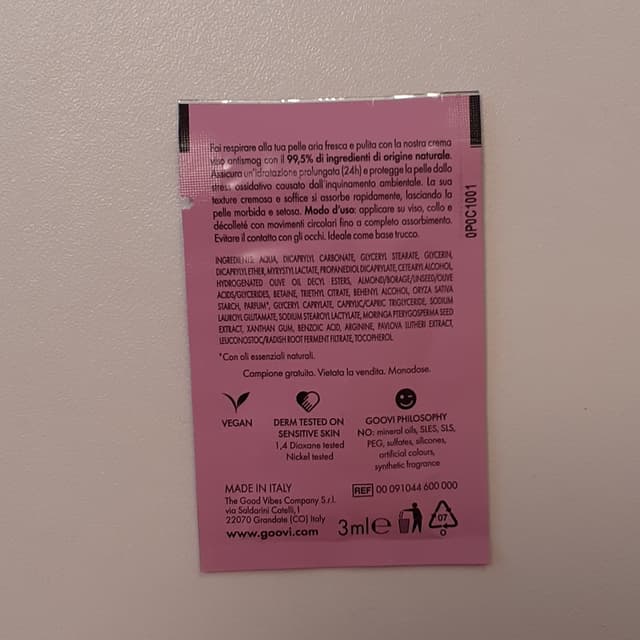 Fai respirare alla tua pelle aria fresca e pulita con la nostra crema
viso antismog con il 99,5% di ingredienti di origine naturale.
Assicura un'idratazione prolungata (24h) e protegge la pelle dallo
stress ossidativo causato dall'inquinamento ambientale. La sua
texture cremosa e soffice si assorbe rapidamente, lasciando la
pelle morbida e setosa. Modo d'uso: applicare su viso, collo e
décolleté con movimenti circolari fino a completo assorbimento.
Evitare il contatto con gli occhi. Ideale come base trucco.
0P0C1001
INGREDIENTS: AQUA, DICAPRYLYL CARBONATE, GLYCERYL STEARATE, GLYCERIN,
DICAPRYLYL ETHER, MYRISTYL LACTATE, PROPANEDIOL DICAPRYLATE, CETEARYL ALCOHOL,
HYDROGENATED OLIVE OIL DECYL ESTERS, ALMOND/BORAGE/LINSEED/OLIVE
ACIDS/GLYCERIDES, BETAINE, TRIETHYL CITRATE, BEHENYL ALCOHOL, ORYZA SATIVA
STARCH, PARFUM*, GLYCERYL CAPRYLATE, CAPRYLIC/CAPRIC TRIGLYCERIDE, SODIUM
LAUROYL GLUTAMATE, SODIUM STEAROYL LACTYLATE, MORINGA PTERYGOSPERMA SEED
EXTRACT, XANTHAN GUM, BENZOIC ACID, ARGININE, PAVLOVA LUTHERI EXTRACT,
LEUCONOSTOC/RADISH ROOT FERMENT FILTRATE, TOCOPHEROL.
*Con oli essenziali naturali.
Campione gratuito. Vietata la vendita. Monodose.
VEGAN
DERM TESTED ON
SENSITIVE SKIN
1,4 Dioxane tested
Nickel tested
GOOVI PHILOSOPHY
NO: mineral oils, SLES, SLS,
PEG, sulfates, silicones,
artificial colours,
synthetic fragrance
MADE IN ITALY
The Good Vibes Company S.r.l.
via Saldarini Catelli,1
22070 Grandate (CO) Italy
www.goovi.com
REF 00 091044 600 000
3ml e
07
O